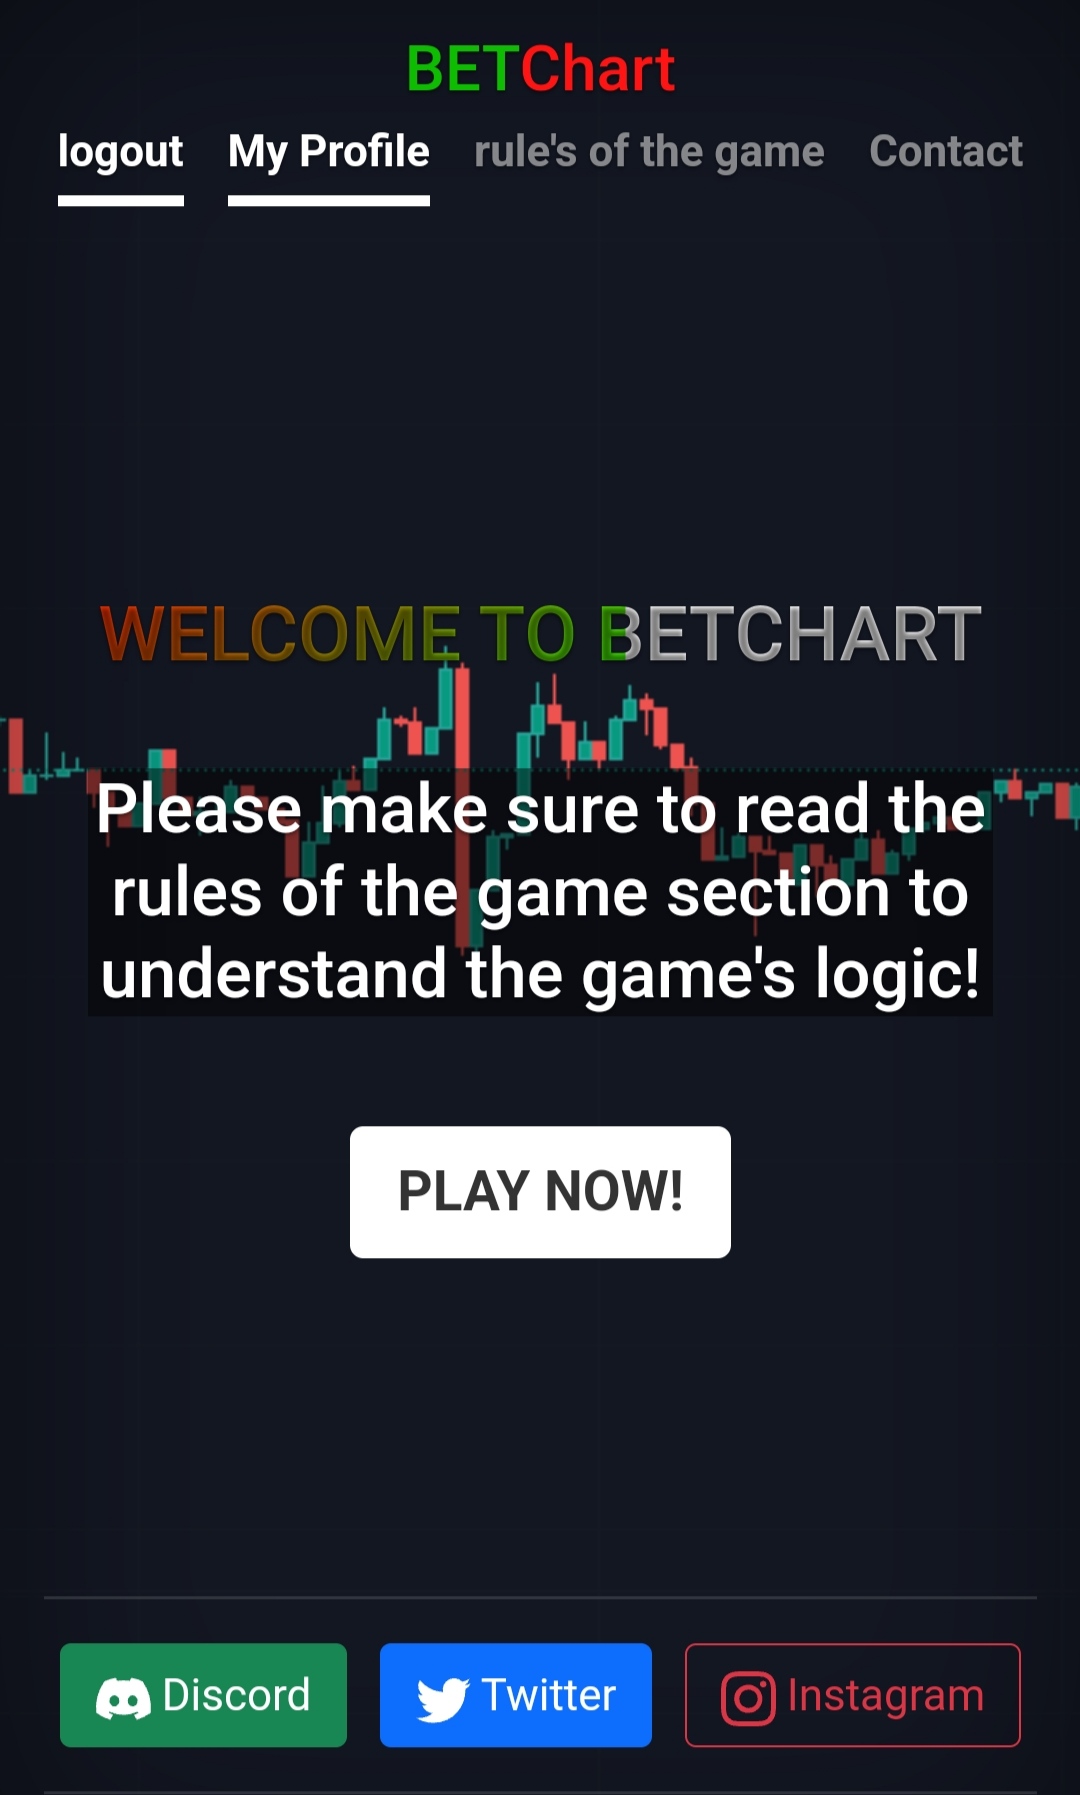 BETChart
logout My Profile rule's of the game Contact
WELCOME TO BETCHART
Please make sure to read the
rules of the game section to
understand the game's logic!
PLAY NOW!
Discord Twitter Instagram